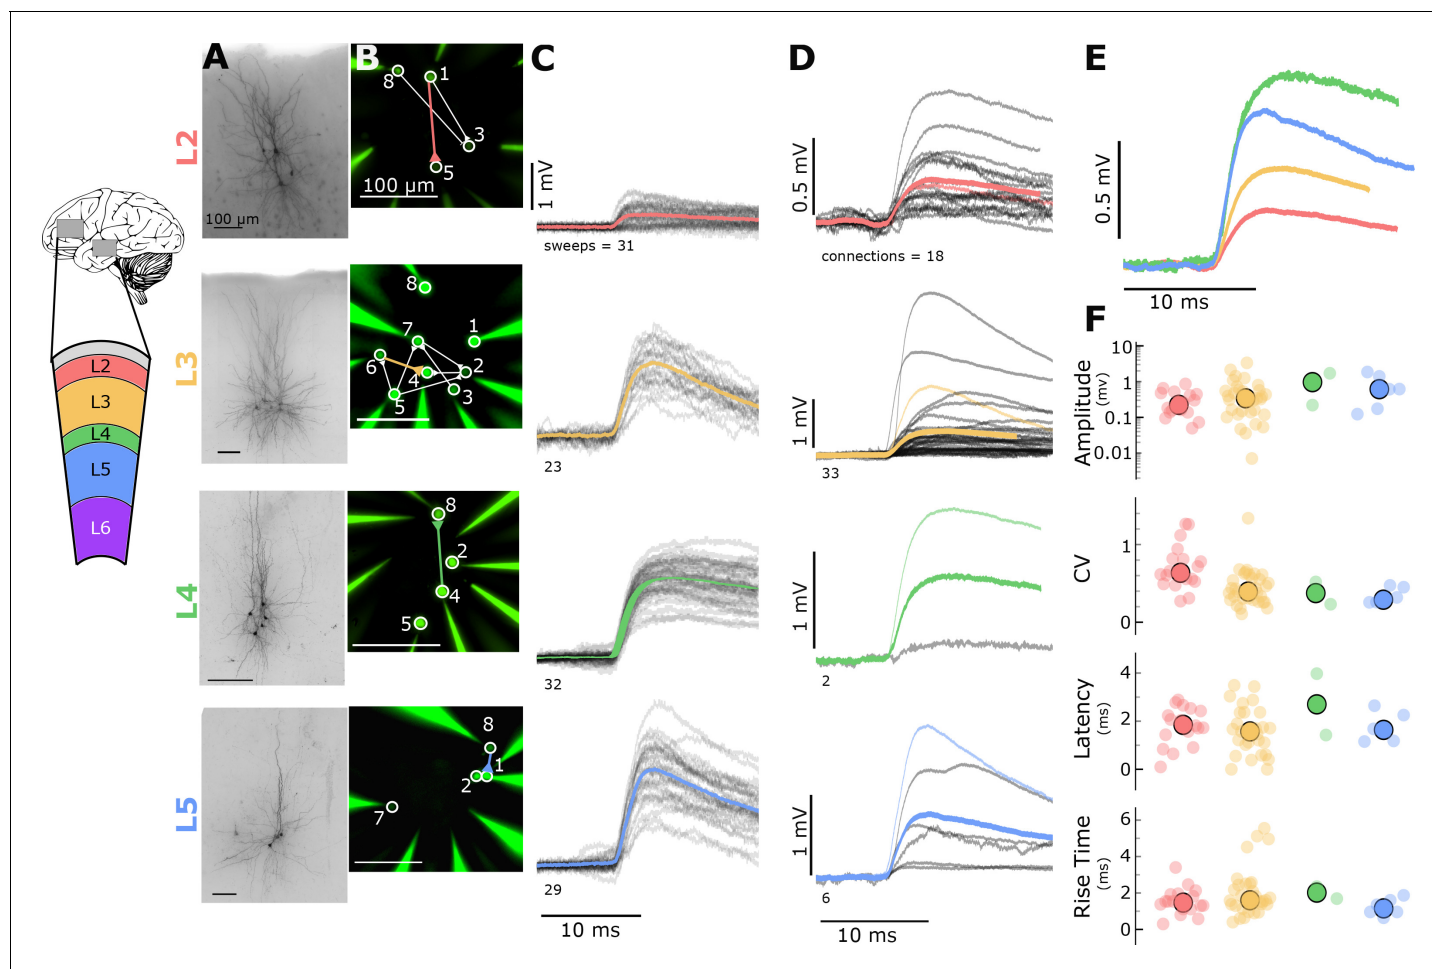 A
B
C
D
E
F
L2
L3
L4
L5
L2
L3
L4
L5
L6
100 µm
8
1
3
5
100 µm
1 mV
sweeps = 31
0.5 mV
connections = 18
0.5 mV
10 ms
8
7
1
6
2
4
3
5
23
1 mV
33
8
2
4
5
32
1 mV
2
8
1
2
7
29
10 ms
1 mV
6
10 ms
Amplitude
(mv)
10
1
0.1
0.01
CV
1
0
Latency
(ms)
4
2
0
Rise Time
(ms)
6
4
2
0